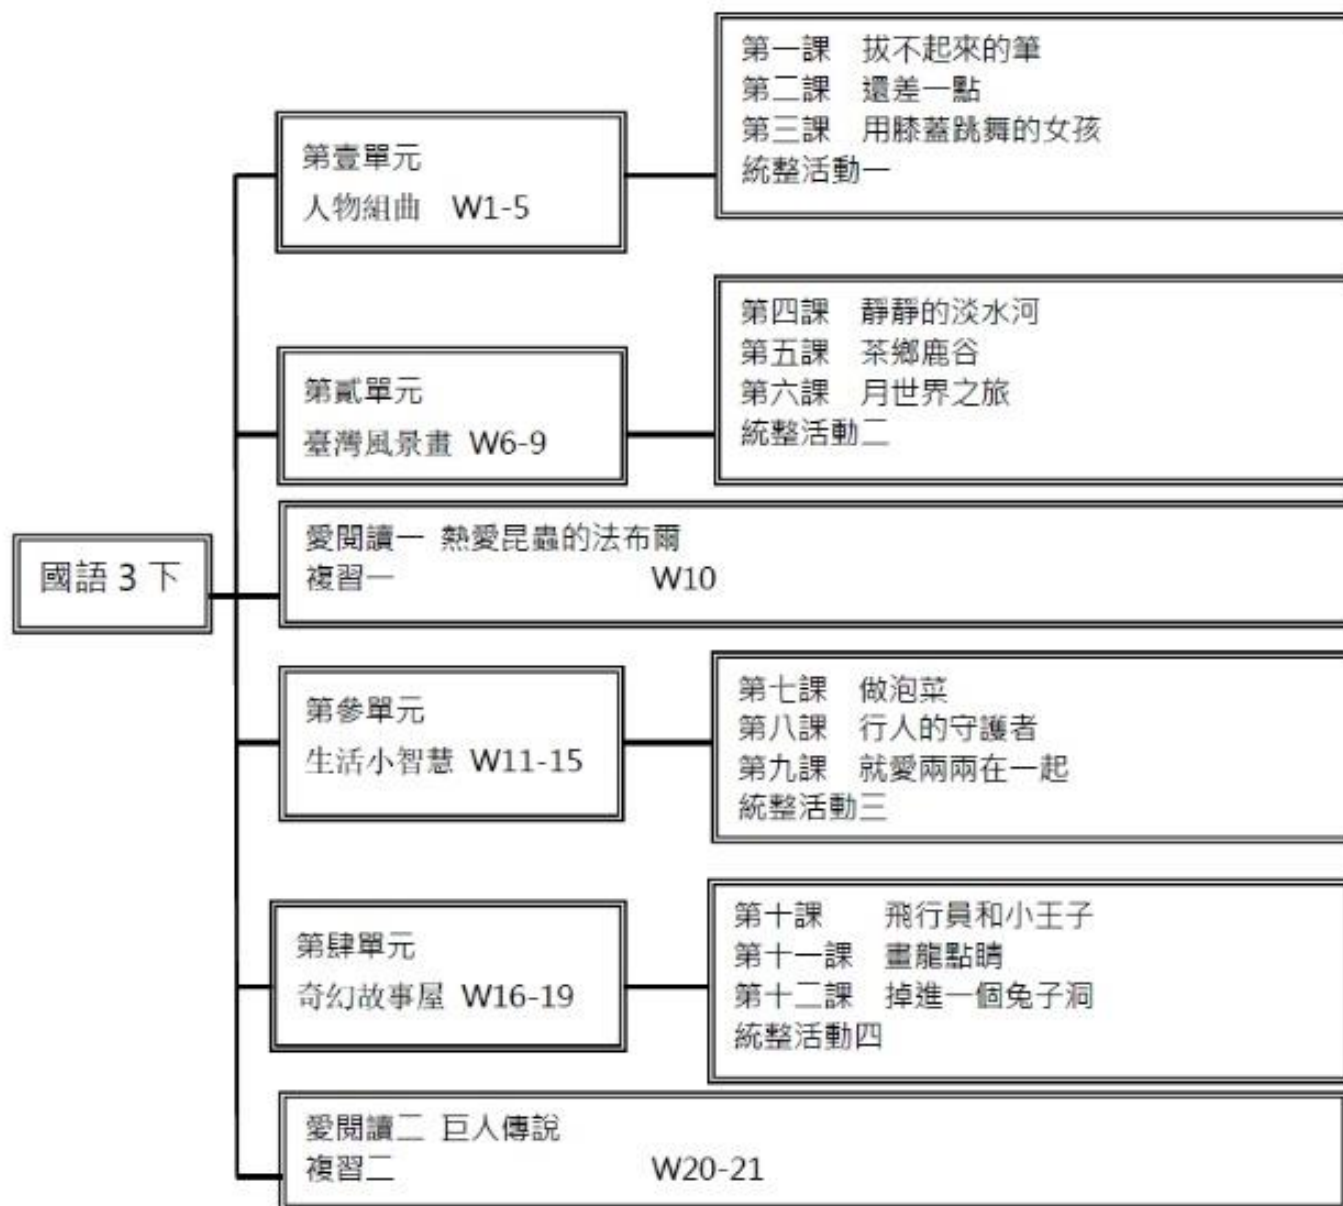 國語 3 下
第壹單元
人物組曲 W1-5
第一課 拔不起來的筆
第二課 還差一點
第三課 用膝蓋跳舞的女孩
統整活動一
第貳單元
臺灣風景畫 W6-9
第四課 靜靜的淡水河
第五課 茶鄉鹿谷
第六課 月世界之旅
統整活動二
愛閱讀一 熱愛昆蟲的法布爾
複習一 W10
第參單元
生活小智慧 W11-15
第七課 做泡菜
第八課 行人的守護者
第九課 就愛兩兩在一起
統整活動三
第肆單元
奇幻故事屋 W16-19
第十課 飛行員和小王子
第十一課 畫龍點睛
第十二課 掉進一個兔子洞
統整活動四
愛閱讀二 巨人傳說
複習二 W20-21